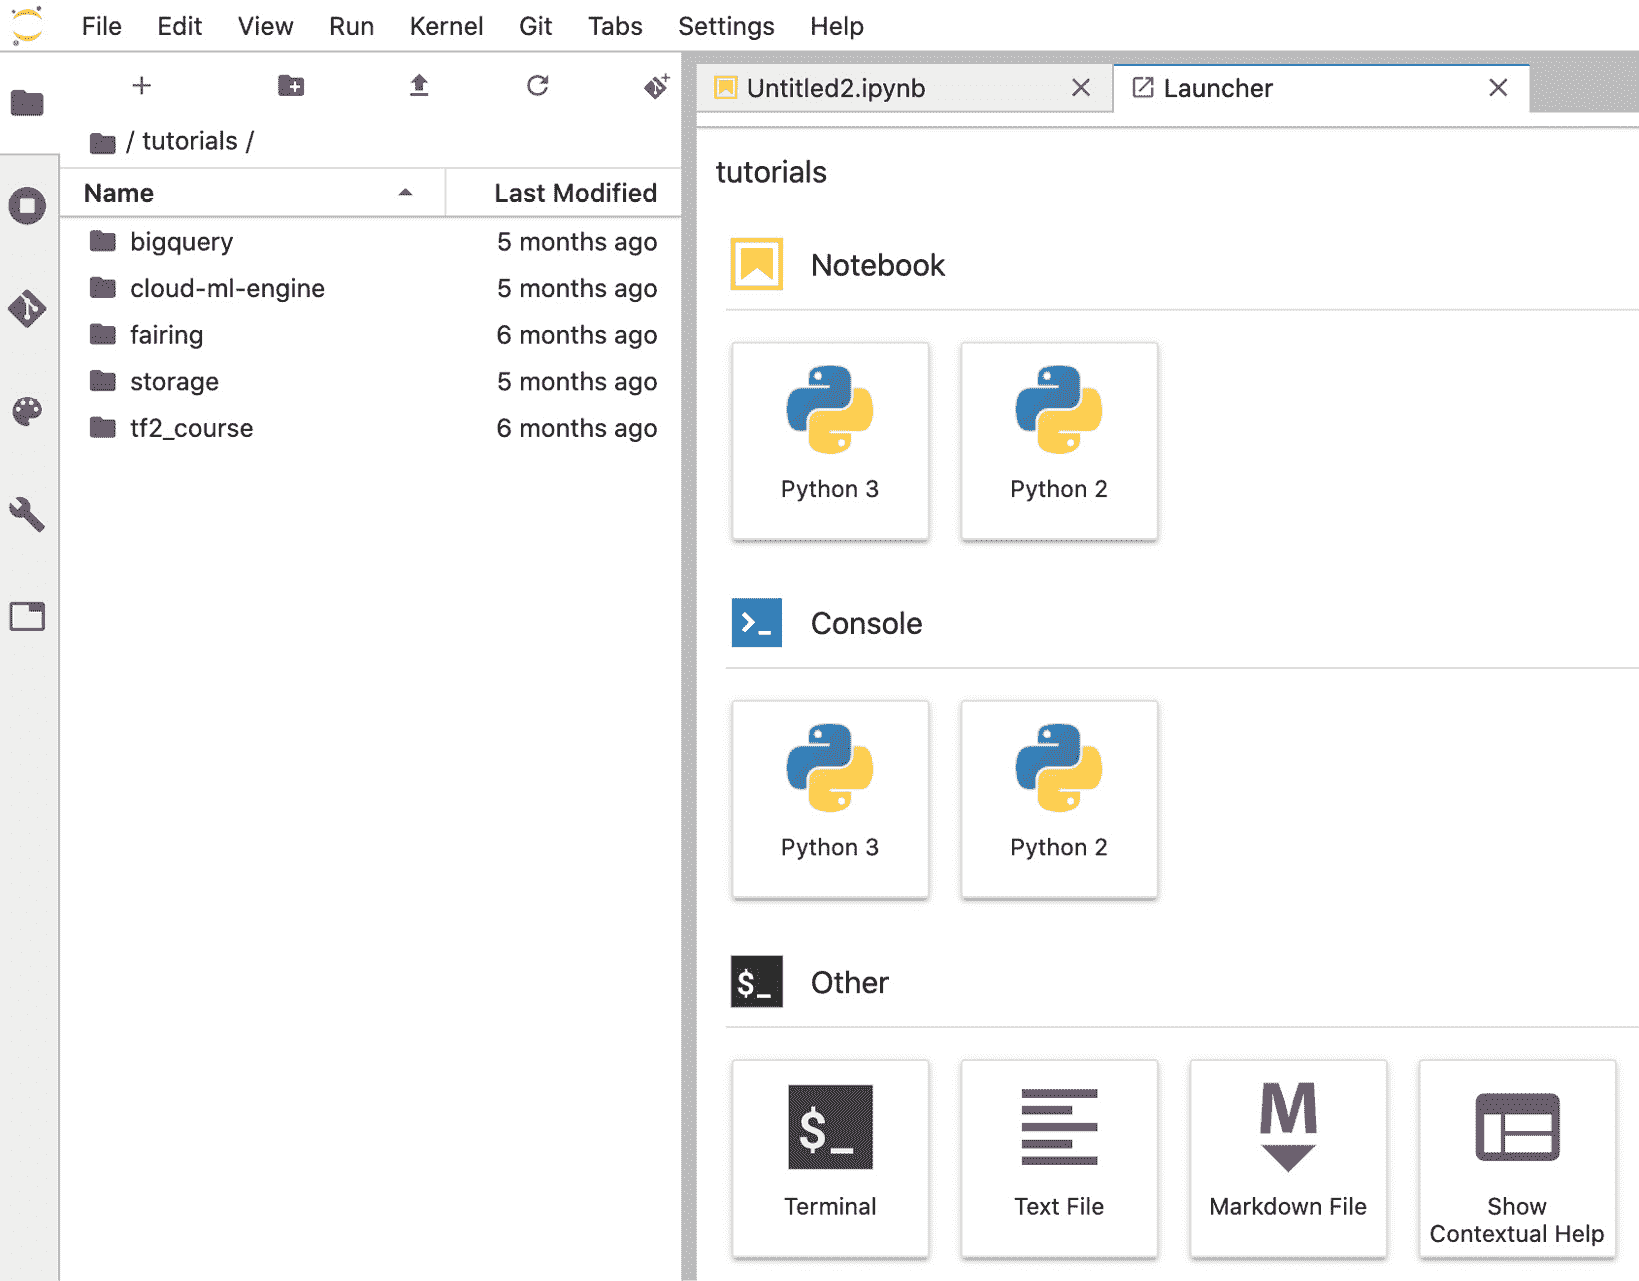 File Edit View Run Kernel Git Tabs Settings Help
/ tutorials /
Name Last Modified
bigquery 5 months ago
cloud-ml-engine 5 months ago
fairing 6 months ago
storage 5 months ago
tf2_course 6 months ago
Untitled2.ipynb Launcher
tutorials
Notebook
Python 3 Python 2
>_ Console
Python 3 Python 2
$_ Other
$_ M
Terminal Text File Markdown File Show
Contextual Help